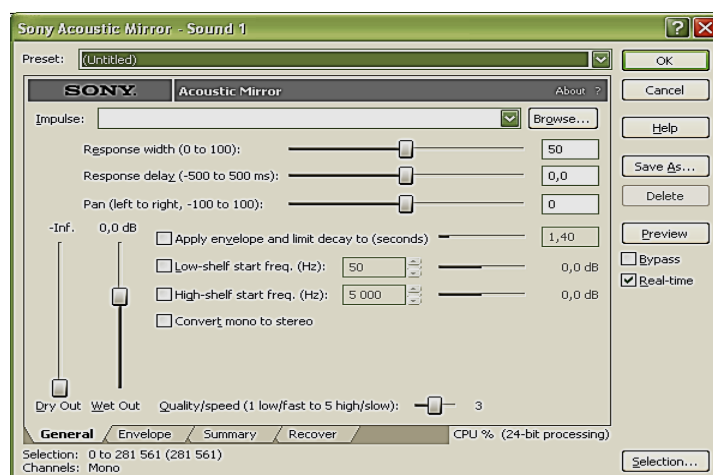 Sony Acoustic Mirror - Sound 1
Preset: (Untitled)
OK
SONY. Acoustic Mirror About ?
Cancel
Impulse: Browse...
Help
Response width (0 to 100): 50
Response delay (-500 to 500 ms): 0,0
Save As...
Pan (left to right, -100 to 100): 0
Delete
-Inf. 0,0 dB
Apply envelope and limit decay to (seconds) 1,40
Preview
Low-shelf start freq. (Hz): 50 0,0 dB
Bypass
High-shelf start freq. (Hz): 5 000 0,0 dB
Real-time
Convert mono to stereo
Dry Out Wet Out Quality/speed (1 low/fast to 5 high/slow): 3
General Envelope Summary Recover CPU % (24-bit processing)
Selection: 0 to 281 561 (281 561)
Channels: Mono
Selection...